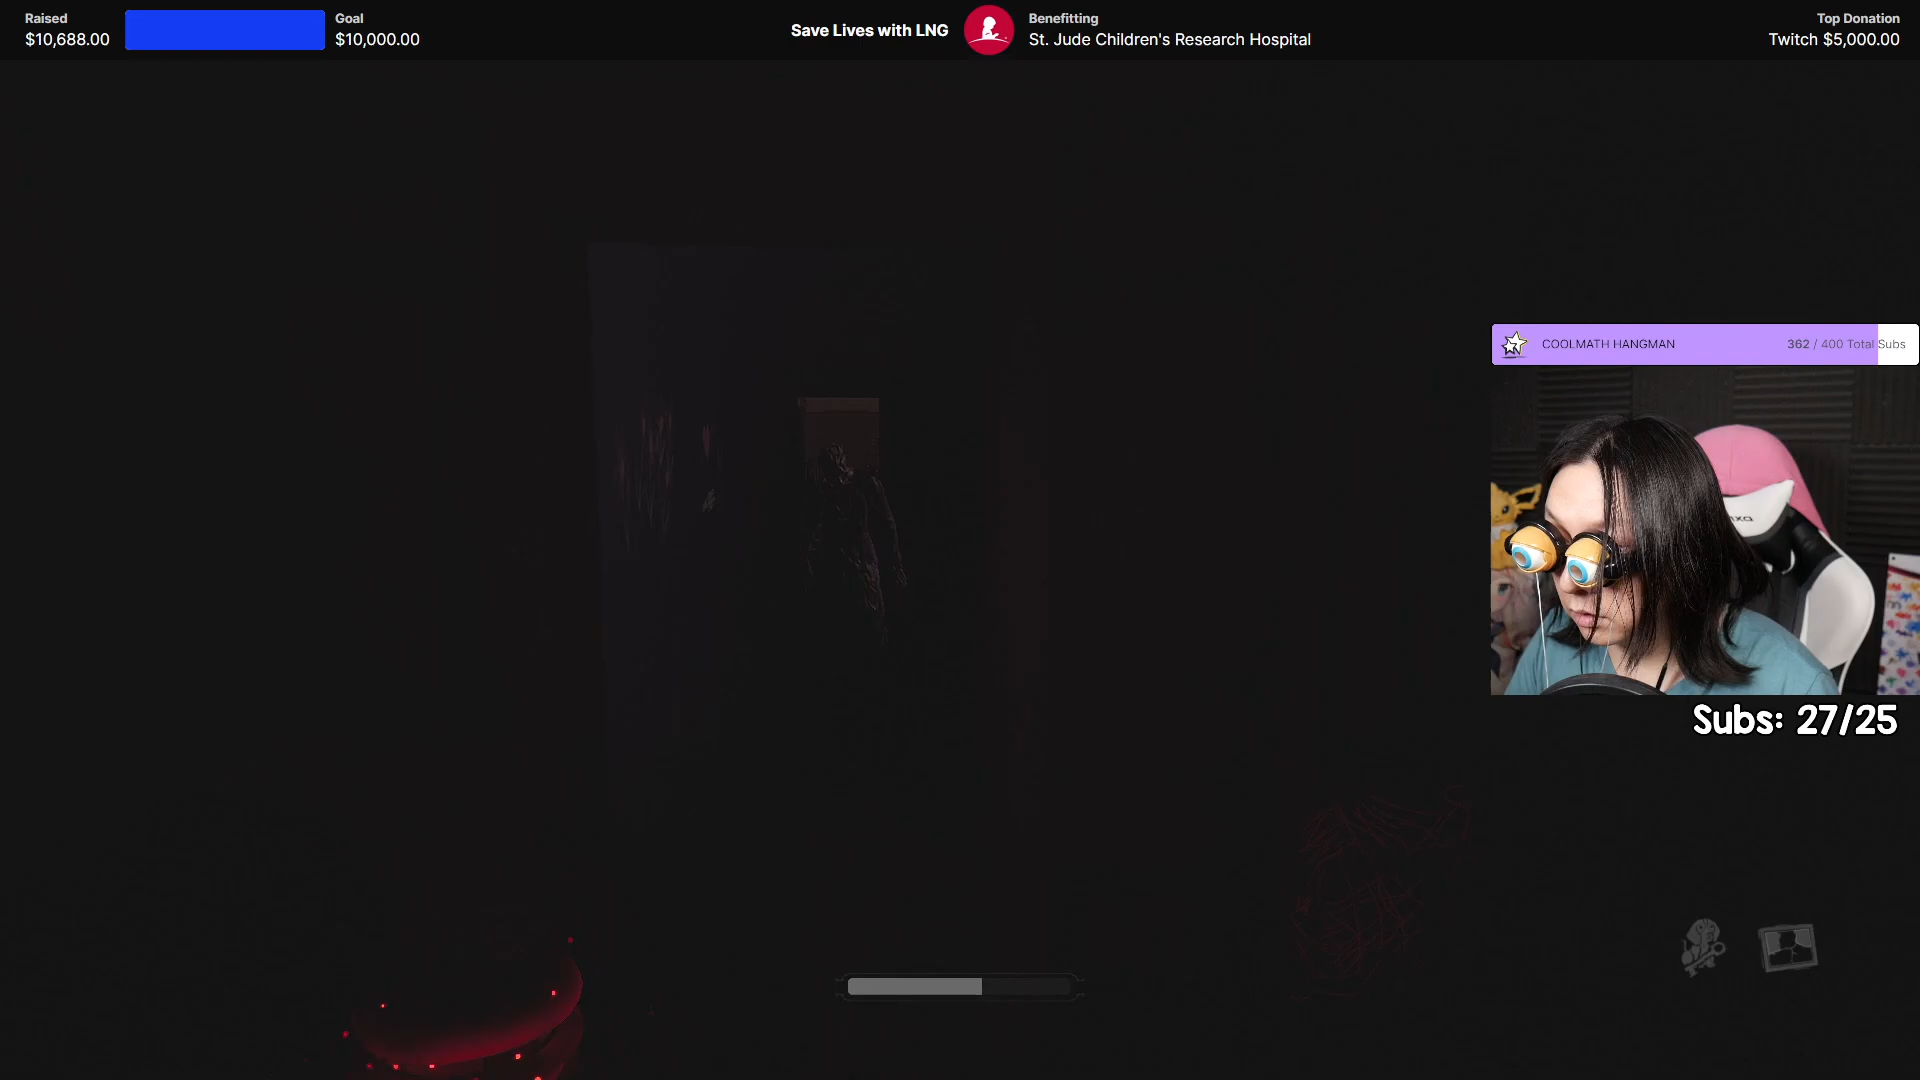 Raised
$10,688.00
Goal
$10,000.00
Save Lives with LNG
Benefitting
St. Jude Children's Research Hospital
Top Donation
Twitch $5,000.00
COOLMATH HANGMAN
362 / 400 Total Subs
Subs: 27/25